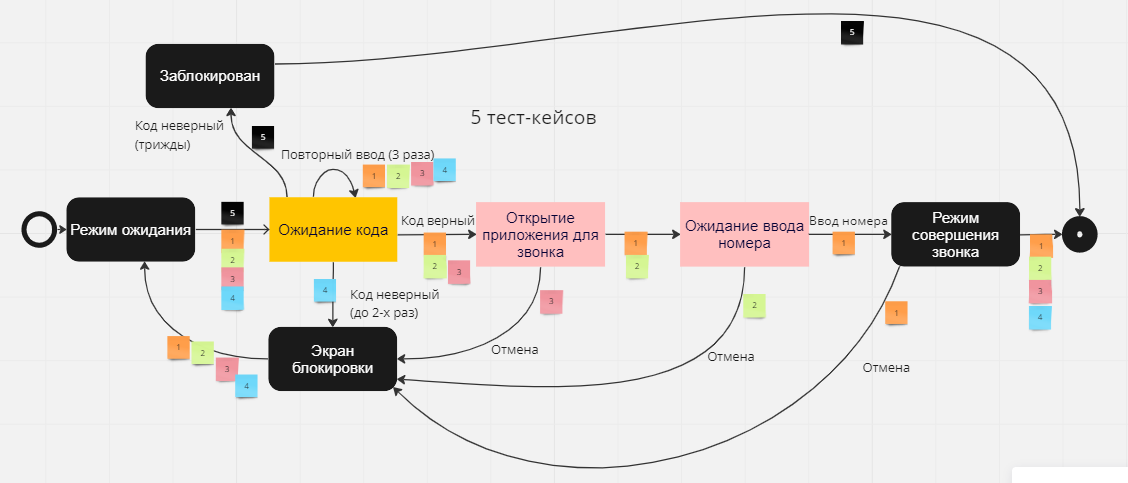 5
Заблокирован
5 тест-кейсов
Код неверный
(трижды)
5
Повторный ввод (3 раза)
1
2
3
4
Режим ожидания
5
1
2
3
4
Ожидание кода
Код верный
1
2
3
Открытие
приложения для
звонка
1
2
Ожидание ввода
номера
Ввод номера
1
Режим
совершения
звонка
1
2
3
4
4
Код неверный
(до 2-х раз)
3
2
1
1
2
3
4
Экран
блокировки
Отмена
Отмена
Отмена